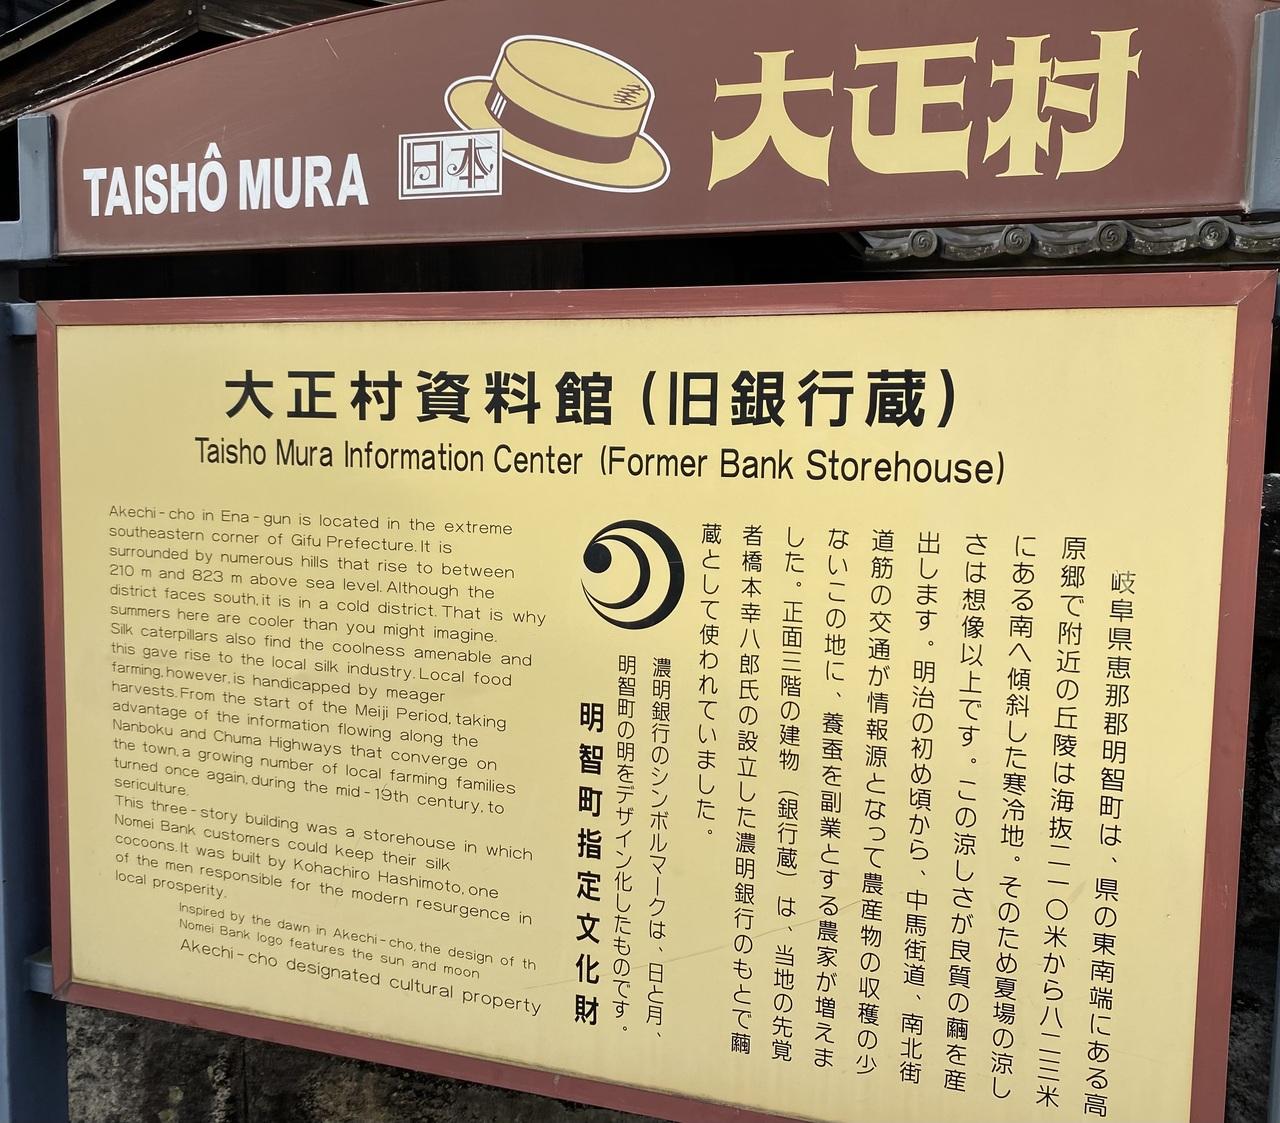 TAISHÔ MURA
日本
大正村
大正村資料館(旧銀行蔵)
Taisho Mura Information Center (Former Bank Storehouse)
Akechi-cho in Ena-gun is located in the extreme
southeastern corner of Gifu Prefecture. It is
surrounded by numerous hills that rise to between
210 m and 823 m above sea level. Although the
district faces south, it is in a cold district. That is why
summers here are cooler than you might imagine.
Silk caterpillars also find the coolness amenable and
this gave rise to the local silk industry. Local food
farming, however, is handicapped by meager
harvests. From the start of the Meiji Period, taking
advantage of the information flowing along the
Nanboku and Chuma Highways that converge on
the town, a growing number of local farming families
turned once again, during the mid-19th century, to
sericulture.
This three-story building was a storehouse in which
Nomei Bank customers could keep their silk
cocoons. It was built by Kohachiro Hashimoto, one
of the men responsible for the modern resurgence in
local prosperity.
Inspired by the dawn in Akechi-cho, the design of th
Nomei Bank logo features the sun and moon
Akechi-cho designated cultural property
岐阜県恵那郡明智町は、県の東南端にある高
原郷で附近の丘陵は海抜二一〇米から八二三米
にある南へ傾斜した寒冷地。そのため夏場の涼し
さは想像以上です。この涼しさが良質の繭を産
出します。明治の初め頃から、中馬街道、南北街
道筋の交通が情報源となって農産物の収穫の少
ないこの地に、養蚕を副業とする農家が増えま
した。正面三階の建物(銀行蔵)は、当地の先覚
者橋本幸八郎氏の設立した濃明銀行のもとで繭
蔵として使われていました。
濃明銀行のシンボルマークは、日と月、
明智町の明をデザイン化したものです。
明智町指定文化財